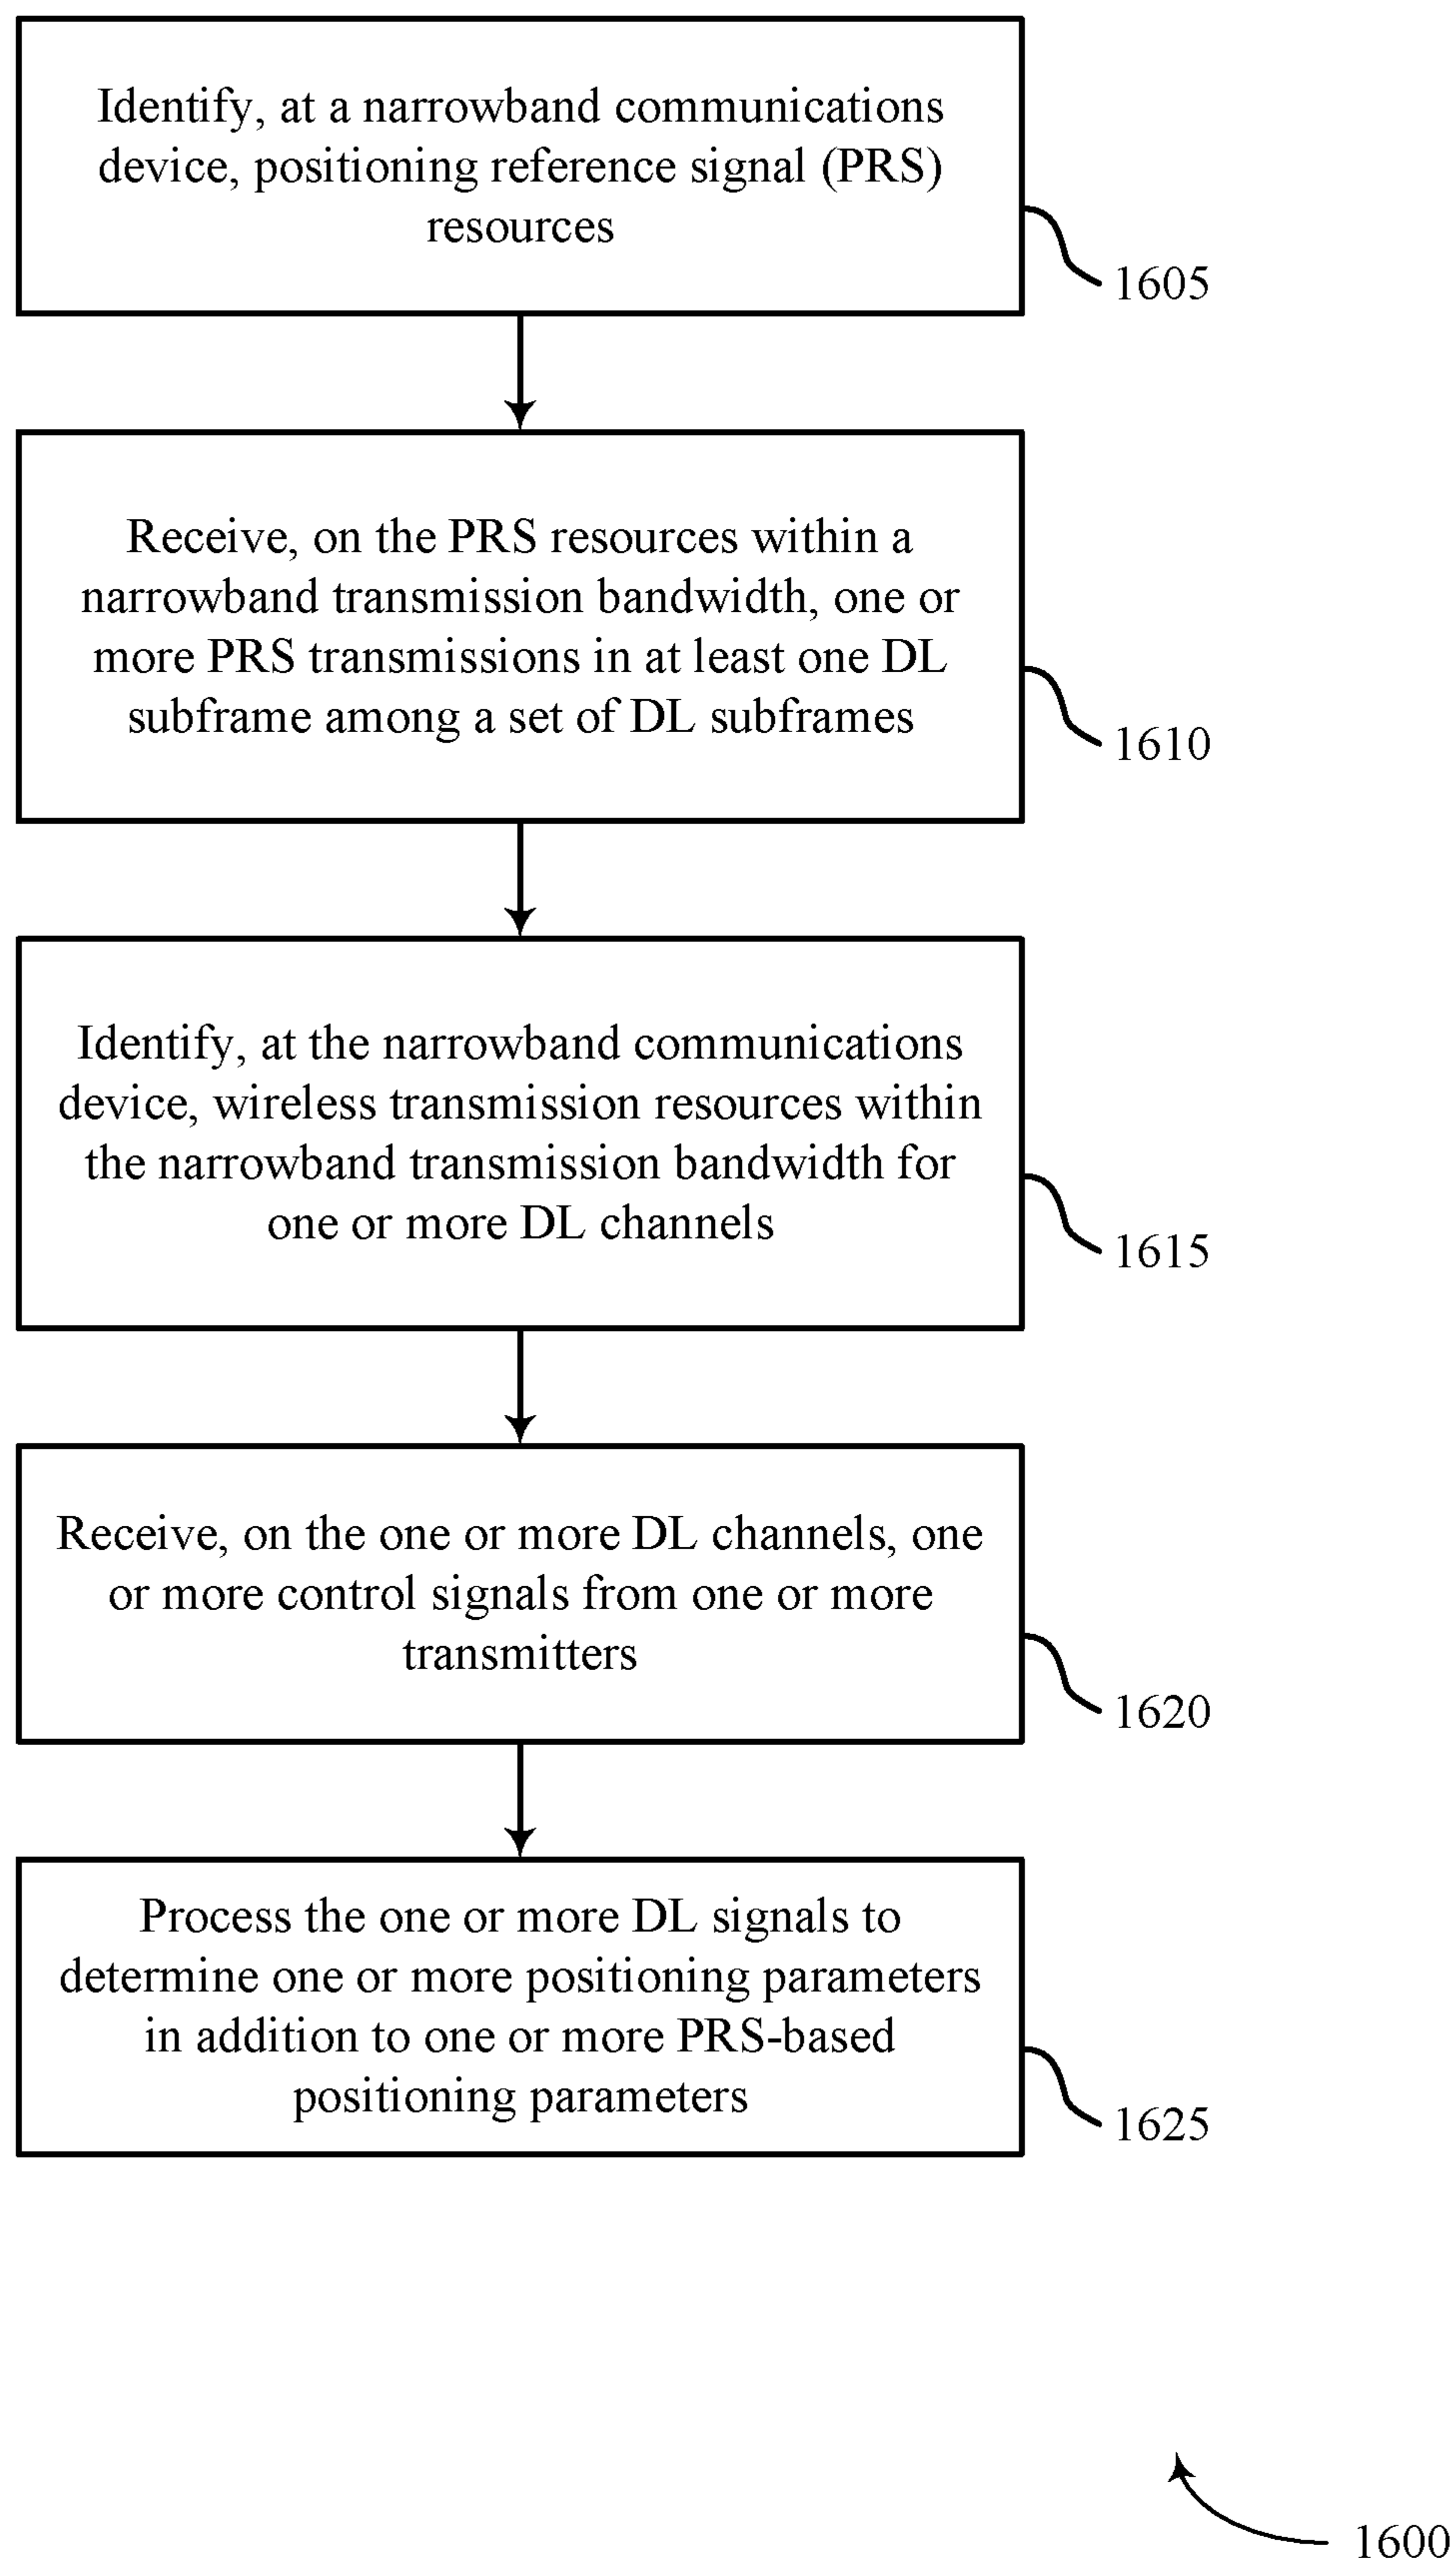 Identify, at a narrowband communications
device, positioning reference signal (PRS)
resources
1605
Receive, on the PRS resources within a
narrowband transmission bandwidth, one or
more PRS transmissions in at least one DL
subframe among a set of DL subframes
1610
Identify, at the narrowband communications
device, wireless transmission resources within
the narrowband transmission bandwidth for
one or more DL channels
1615
Receive, on the one or more DL channels, one
or more control signals from one or more
transmitters
1620
Process the one or more DL signals to
determine one or more positioning parameters
in addition to one or more PRS-based
positioning parameters
1625
1600